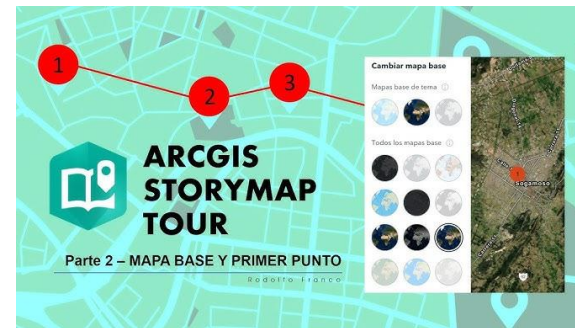 1
2
3
ARCGIS
STORYMAP
TOUR
Parte 2 – MAPA BASE Y PRIMER PUNTO
Rodolfo Franco
Cambiar mapa base
Mapas base de tema
Todos los mapas base
Sogamoso